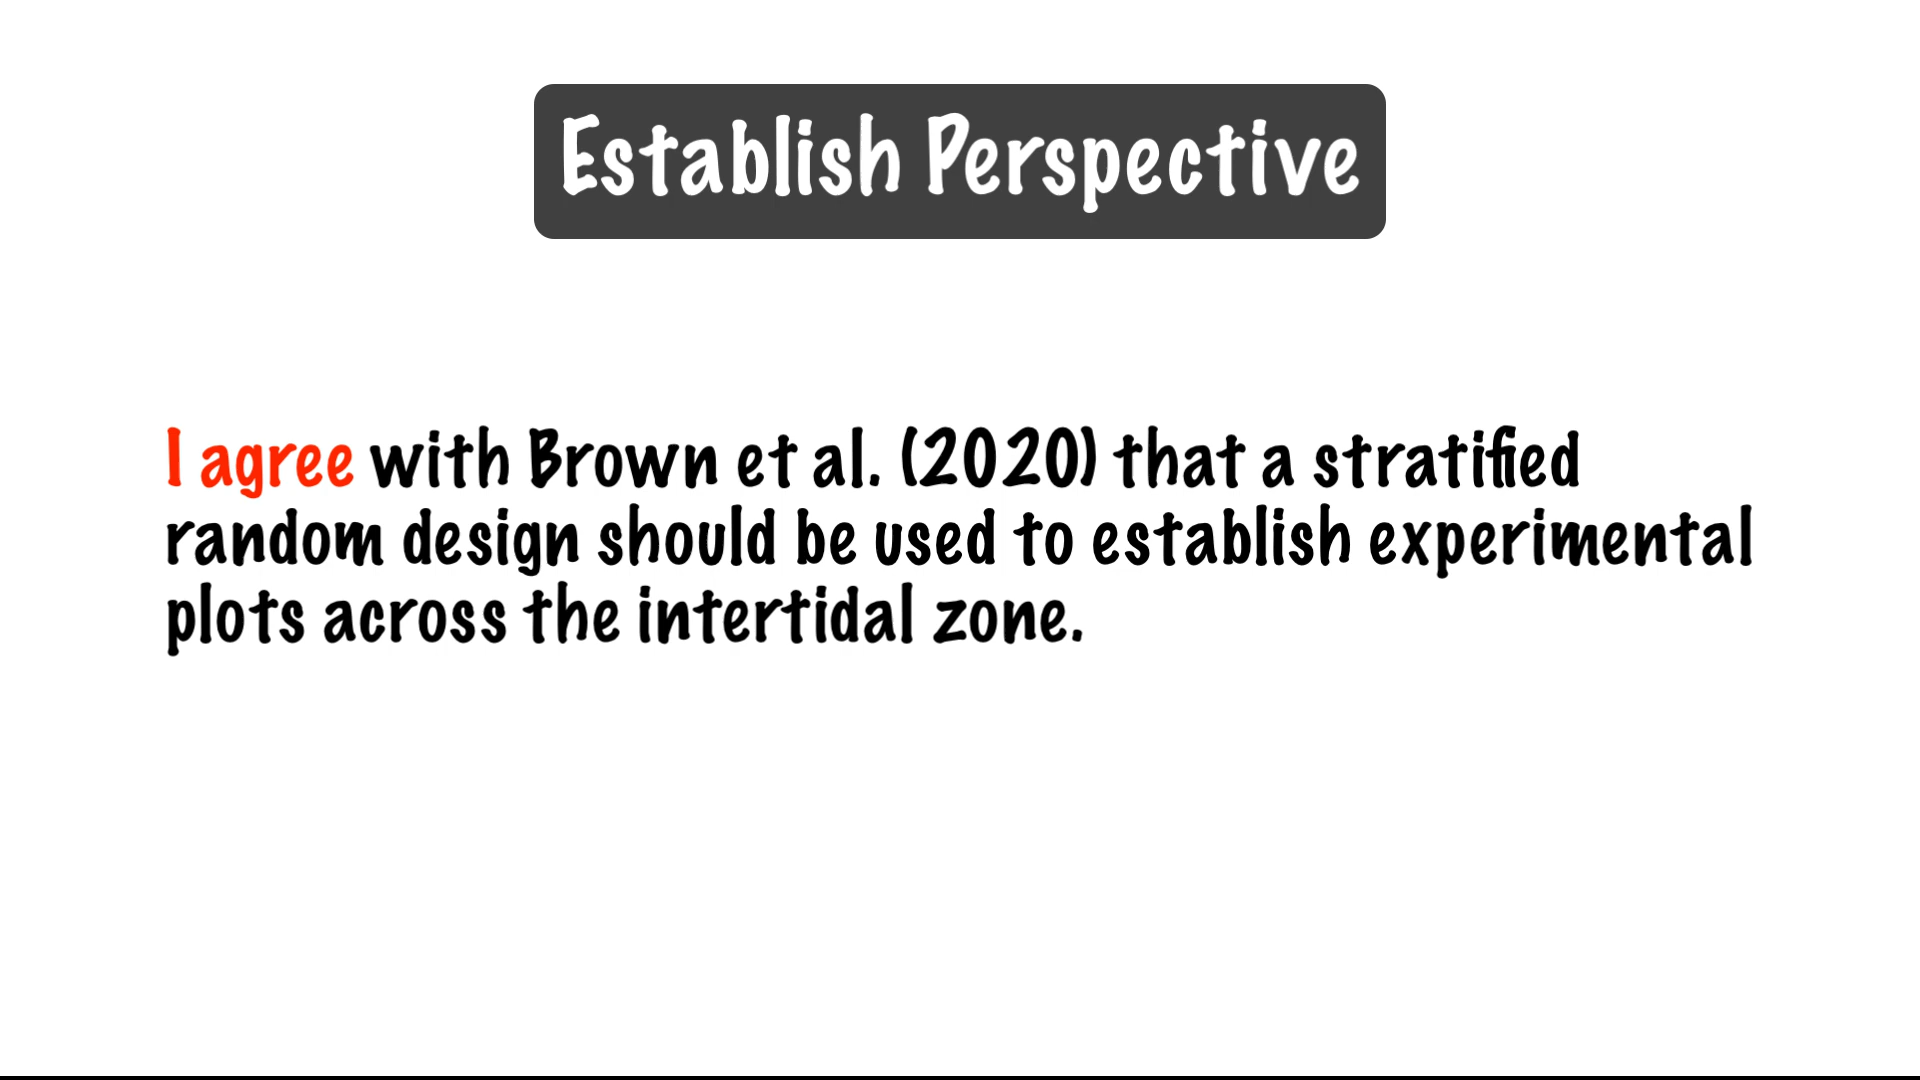 Establish Perspective
I agree with Brown et al. (2020) that a stratified
random design should be used to establish experimental
plots across the intertidal zone.